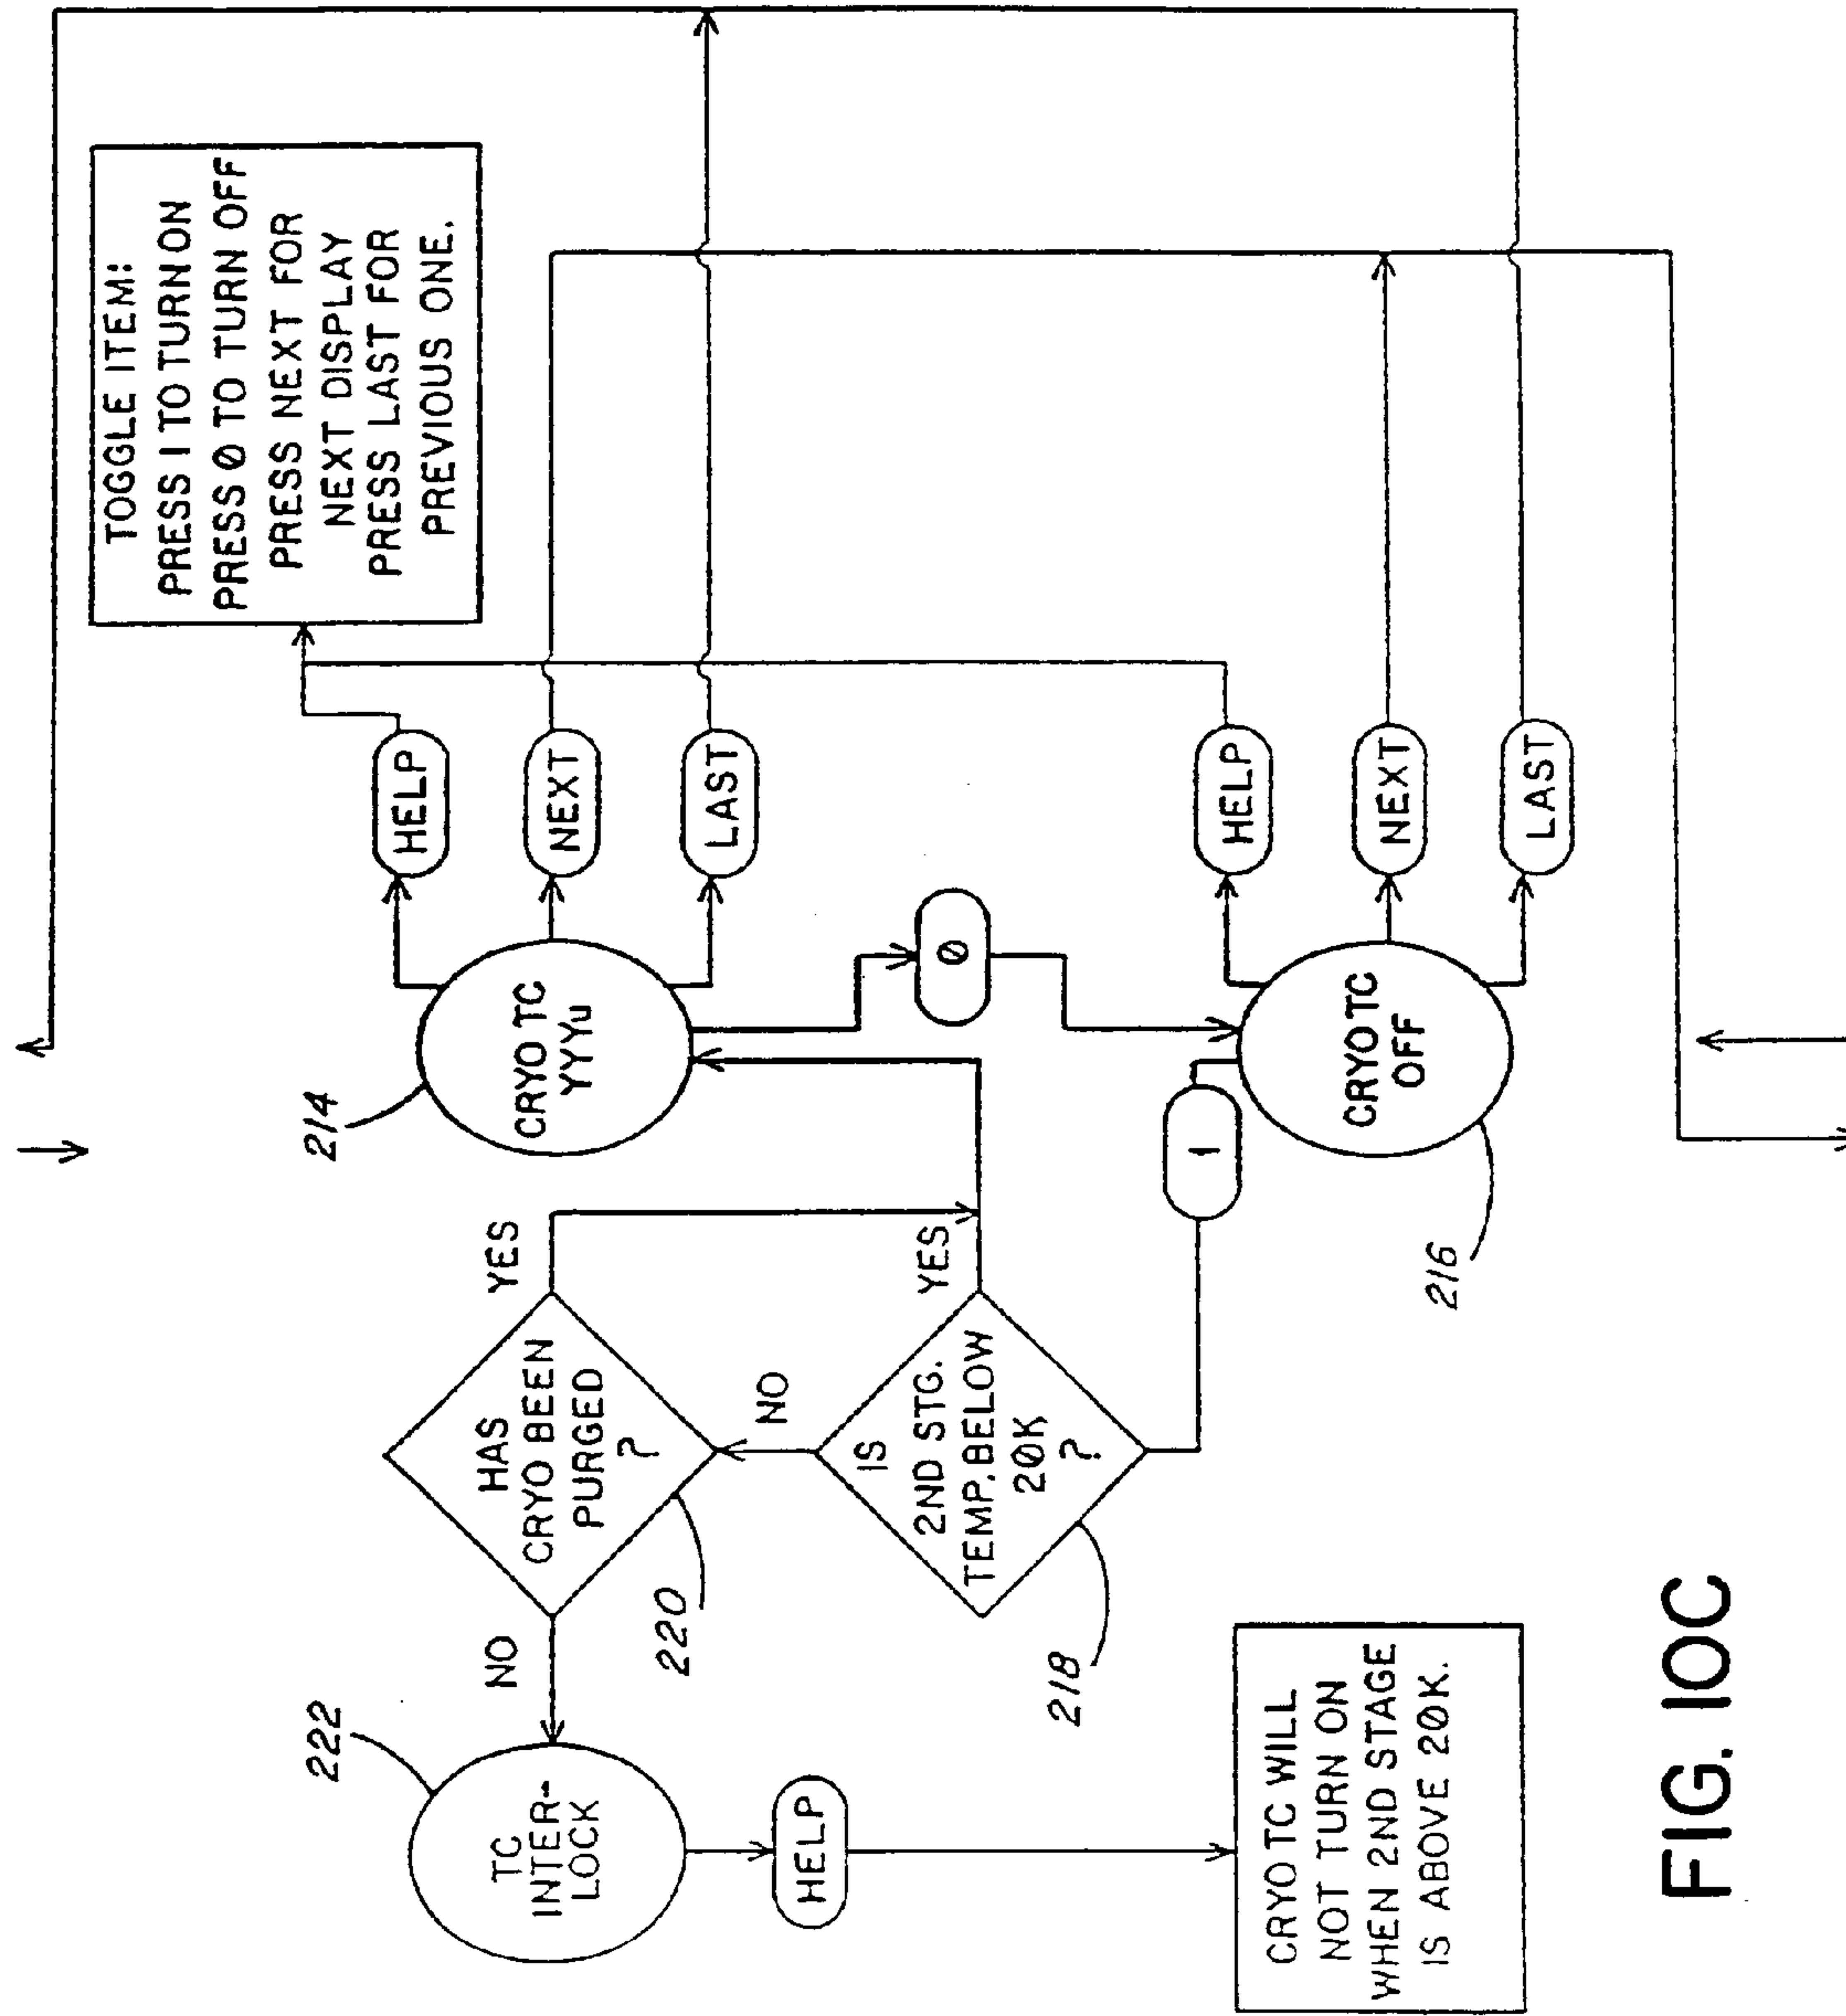 TOGGLE ITEM:
PRESS 1 TO TURN ON
PRESS 0 TO TURN OFF
PRESS NEXT FOR
NEXT DISPLAY
PRESS LAST FOR
PREVIOUS ONE.
222
TC
INTER-
LOCK
HELP
CRYO TC WILL
NOT TURN ON
WHEN 2ND STAGE
IS ABOVE 20K.
NO
HAS
CRYO BEEN
PURGED
?
220
YES
NO
IS
2ND STG.
TEMP. BELOW
20K
?
218
YES
214
CRYO TC
YYYu
HELP
NEXT
LAST
0
1
CRYO TC
OFF
216
HELP
NEXT
LAST
FIG. 10C